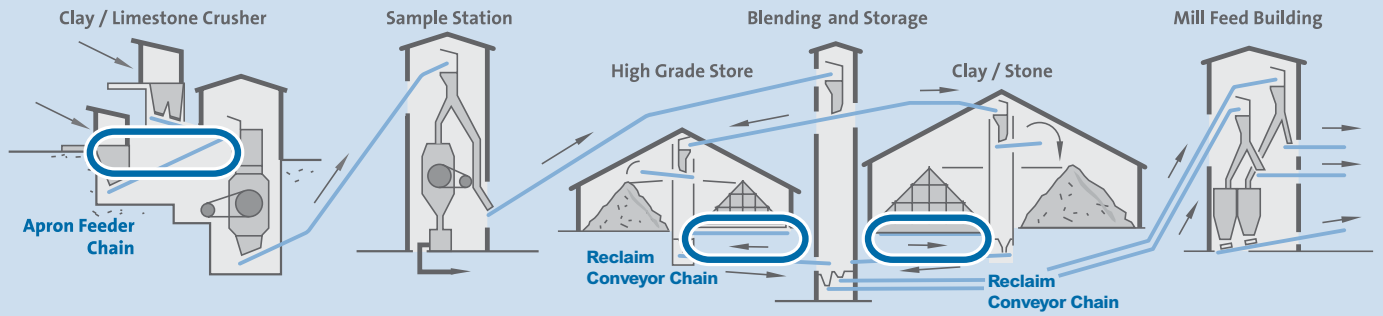 Clay / Limestone Crusher
Sample Station
Blending and Storage
Mill Feed Building
High Grade Store
Clay / Stone
Apron Feeder
Chain
Reclaim
Conveyor Chain
Reclaim
Conveyor Chain